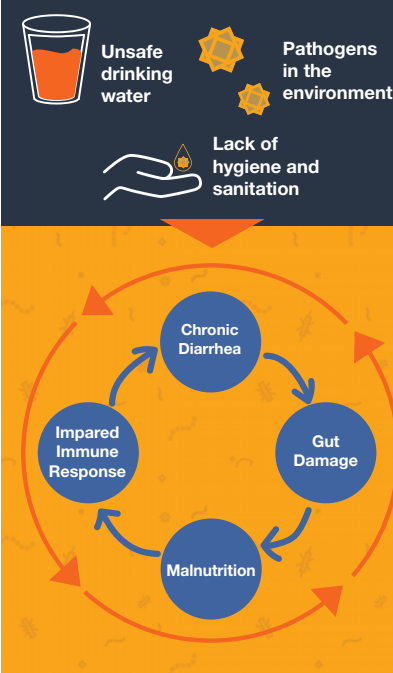 Unsafe
drinking
water
Pathogens
in the
environment
Lack of
hygiene and
sanitation
Chronic
Diarrhea
Gut
Damage
Malnutrition
Impared
Immune
Response